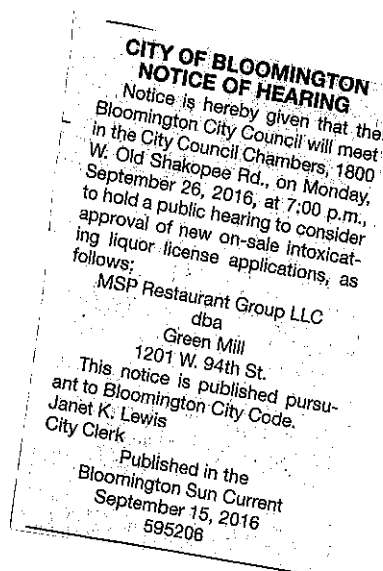 CITY OF BLOOMINGTON
NOTICE OF HEARING
Notice is hereby given that the
Bloomington City Council will meet
in the City Council Chambers, 1800
W. Old Shakopee Rd., on Monday,
September 26, 2016, at 7:00 p.m.,
to hold a public hearing to consider
approval of new on-sale intoxicat-
ing liquor license applications, as
follows:
MSP Restaurant Group LLC
dba
Green Mill
1201 W. 94th St.
This notice is published pursu-
ant to Bloomington City Code.
Janet K. Lewis
City Clerk
Published in the
Bloomington Sun Current
September 15, 2016
595206